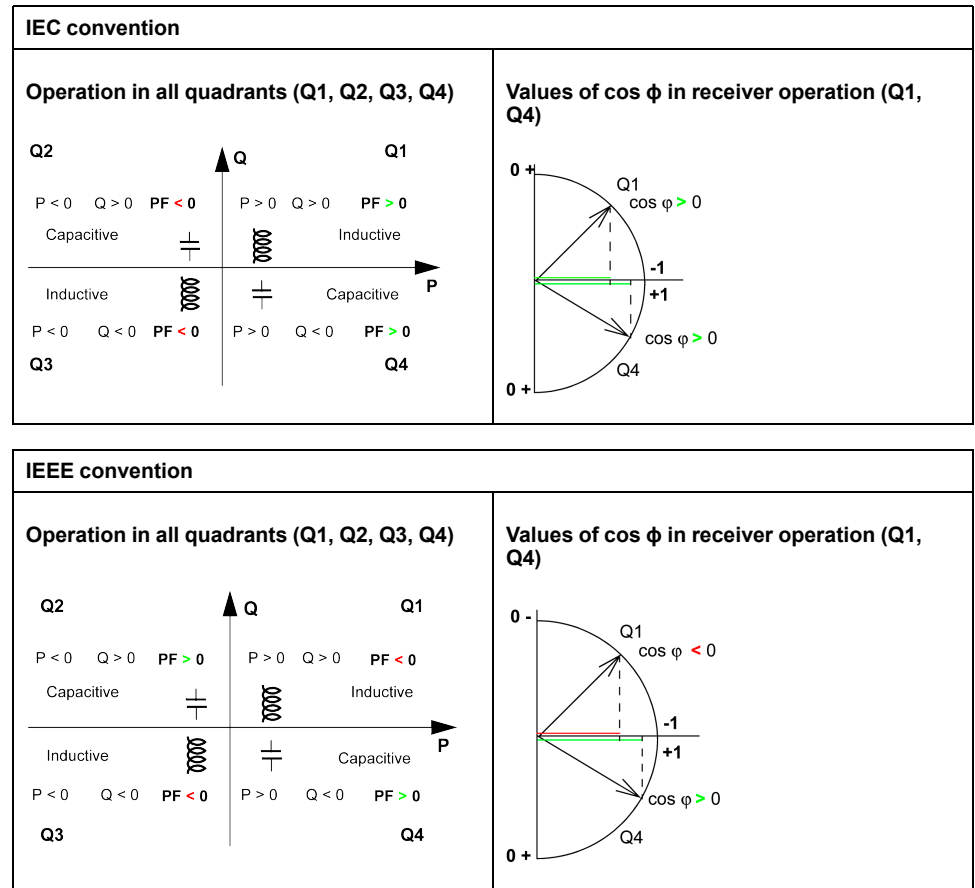 IEC convention
Operation in all quadrants (Q1, Q2, Q3, Q4)
Q2
Q
Q1
P < 0 Q > 0 PF < 0
P > 0 Q > 0 PF > 0
Capacitive
Inductive
P
Inductive
Capacitive
P < 0 Q < 0 PF < 0
P > 0 Q < 0 PF > 0
Q3
Q4
Values of cos ϕ in receiver operation (Q1,
Q4)
0 +
Q1
cos φ > 0
-1
+1
cos φ > 0
Q4
0 +
IEEE convention
Operation in all quadrants (Q1, Q2, Q3, Q4)
Q2
Q
Q1
P < 0 Q > 0 PF > 0
P > 0 Q > 0 PF < 0
Capacitive
Inductive
P
Inductive
Capacitive
P < 0 Q < 0 PF < 0
P > 0 Q < 0 PF > 0
Q3
Q4
Values of cos ϕ in receiver operation (Q1,
Q4)
0 -
Q1
cos φ < 0
-1
+1
cos φ > 0
Q4
0 +